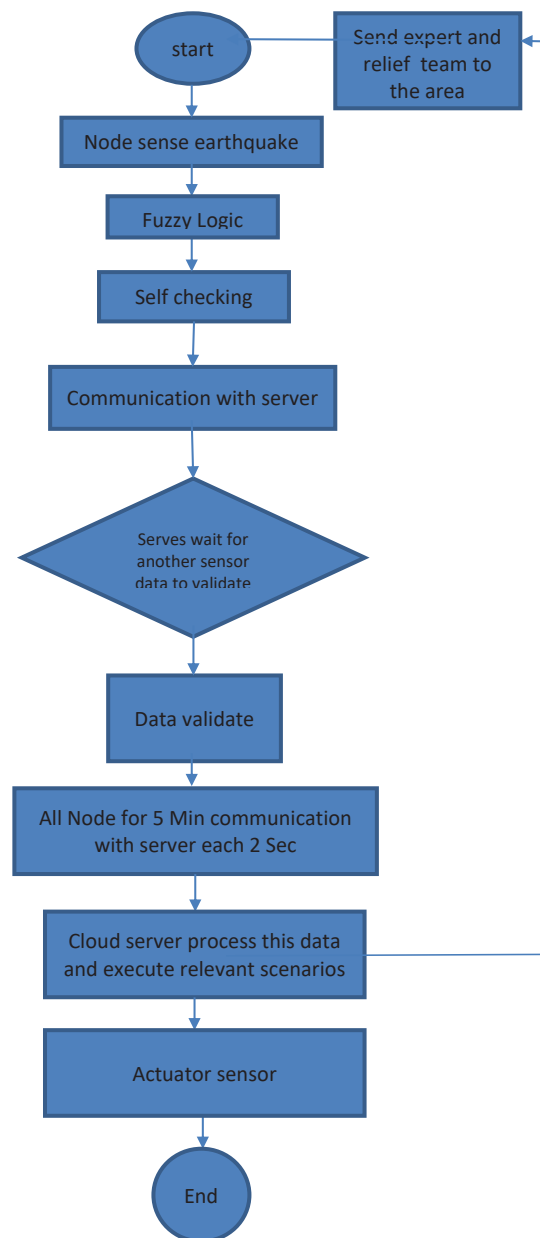 start
Send expert and
relief team to
the area
Node sense earthquake
Fuzzy Logic
Self checking
Communication with server
Serves wait for
another sensor
data to validate
Data validate
All Node for 5 Min communication
with server each 2 Sec
Cloud server process this data
and execute relevant scenarios
Actuator sensor
End